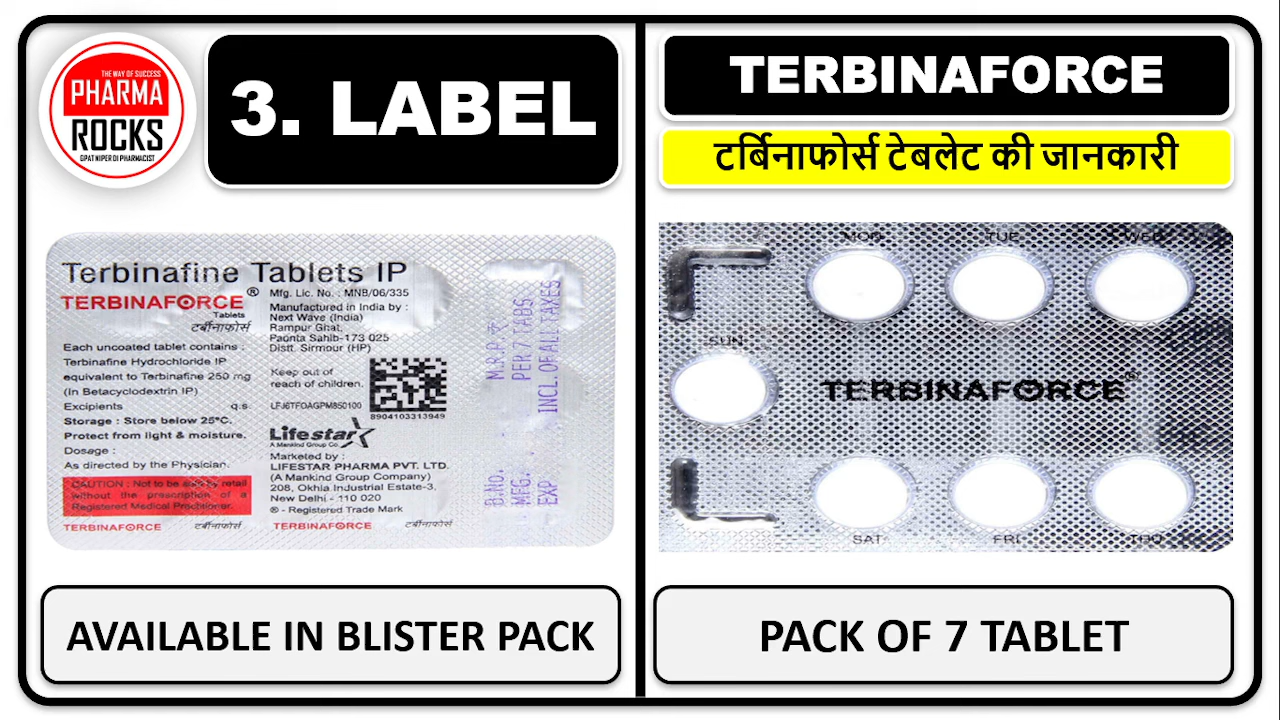 THE WAY OF SUCCESS
PHARMA
ROCKS
GPAT NIPER DI PHARMACIST
3. LABEL
TERBINAFORCE
टर्बिनाफोर्स टेबलेट की जानकारी
Terbinafine Tablets IP
TERBINAFORCE®
Tablets
टर्बीनाफोर्स
Each uncoated tablet contains :
Terbinafine Hydrochloride IP
equivalent to Terbinafine 250 mg
(in Betacyclodextrin IP)
Excipients q.s.
Storage : Store below 25°C.
Protect from light & moisture.
Dosage :
As directed by the Physician.
CAUTION : Not to be sold by retail
without the prescription of a
Registered Medical Practitioner.
TERBINAFORCE टर्बीनाफोर्स
Mfg. Lic. No. : MNB/06/335
Manufactured in India by :
Next Wave (India)
Rampur Ghat,
Paonta Sahib-173 025
Distt. Sirmour (HP)
Keep out of
reach of children.
LFJ6TFOAGPM850100
8904103313949
Lifestar
A Mankind Group Co.
Marketed by :
LIFESTAR PHARMA PVT. LTD.
(A Mankind Group Company)
208, Okhla Industrial Estate-3,
New Delhi - 110 020
® - Registered Trade Mark
TERBINAFORCE टर्बीनाफोर्स
B.NO. M.R.P.₹
MFG. PER 7 TABS
EXP INCL. OF ALL TAXES
MON TUE WED
SUN
TERBINAFORCE®
SAT FRI THU
AVAILABLE IN BLISTER PACK
PACK OF 7 TABLET